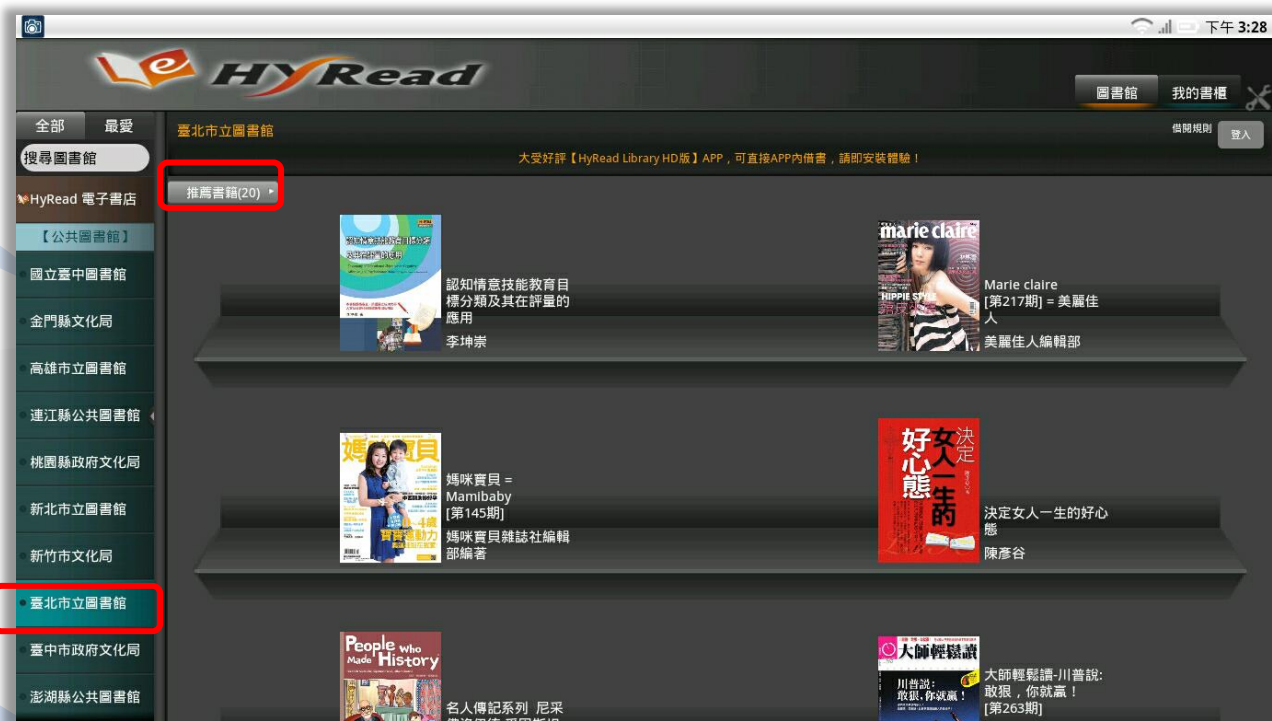 下午 3:28
HyRead
圖書館
我的書櫃
全部
最愛
臺北市立圖書館
借閱規則
登入
搜尋圖書館
大受好評【HyRead Library HD版】APP，可直接APP內借書，請即安裝體驗！
HyRead 電子書店
推薦書籍(20)
【公共圖書館】
國立臺中圖書館
金門縣文化局
高雄市立圖書館
連江縣公共圖書館
桃園縣政府文化局
新北市立圖書館
新竹市文化局
臺北市立圖書館
臺中市政府文化局
澎湖縣公共圖書館
認知情意技能教育目
標分類及其在評量的
應用
李坤崇
marie claire
HIPPIE STYLE
Marie claire
[第217期] = 美麗佳
人
美麗佳人編輯部
媽咪寶貝
媽咪寶貝 =
Mamibaby
[第145期]
媽咪寶貝雜誌社編輯
部編著
決定
女人一生的
好心態
決定女人一生的好心
態
陳彥谷
People who
Made History
名人傳記系列 尼采
大師輕鬆讀
川普說：
敢狠，你就贏！
大師輕鬆讀-川普說:
敢狠，你就贏！
[第263期]